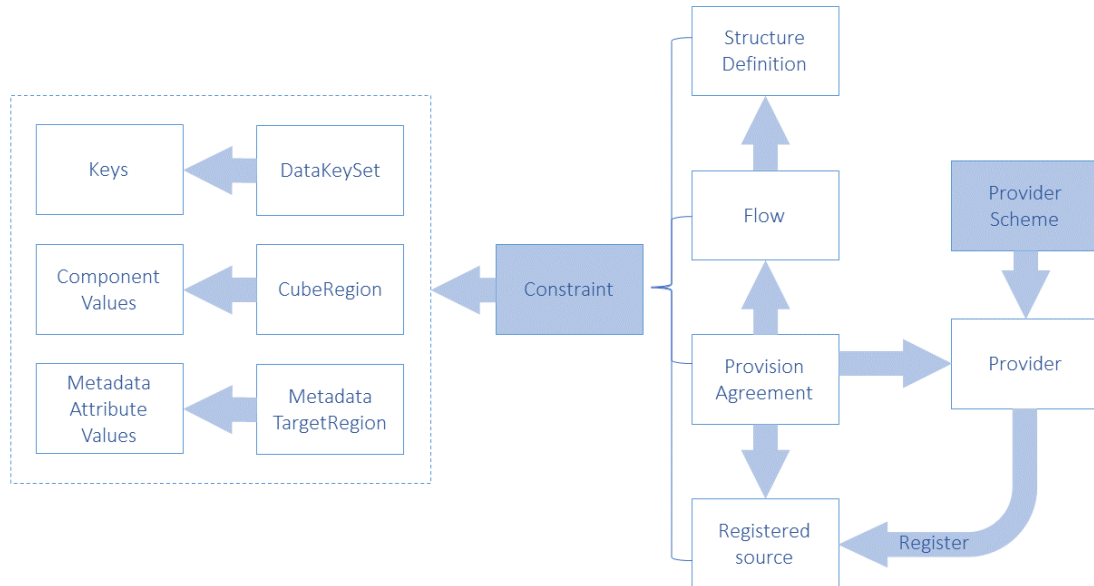 Structure
Definition
Keys
DataKeySet
Flow
Provider
Scheme
Component
Values
CubeRegion
Constraint
Metadada
Attribute
Values
Metadata
TargetRegion
Provision
Agreement
Provider
Registered
source
Register